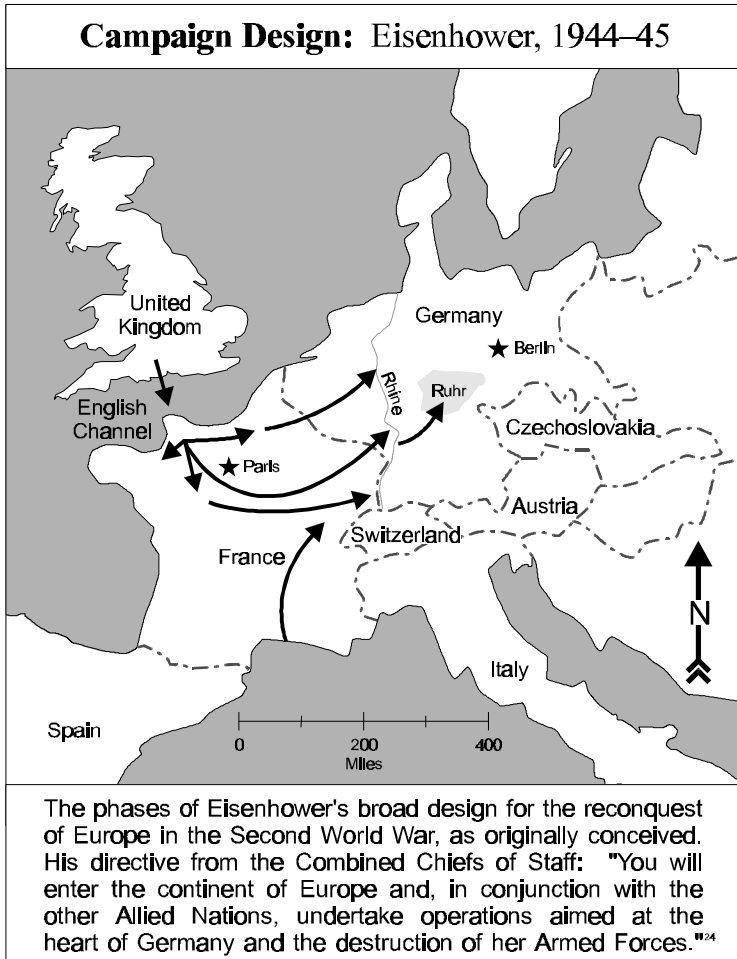 Campaign Design: Eisenhower, 1944–45
United
Kingdom
Germany
Berlin
English
Channel
Rhine
Ruhr
Paris
Czechoslovakia
Austria
Switzerland
France
N
Italy
Spain
0 200 400
Miles
The phases of Eisenhower's broad design for the reconquest
of Europe in the Second World War, as originally conceived.
His directive from the Combined Chiefs of Staff: "You will
enter the continent of Europe and, in conjunction with the
other Allied Nations, undertake operations aimed at the
heart of Germany and the destruction of her Armed Forces."24